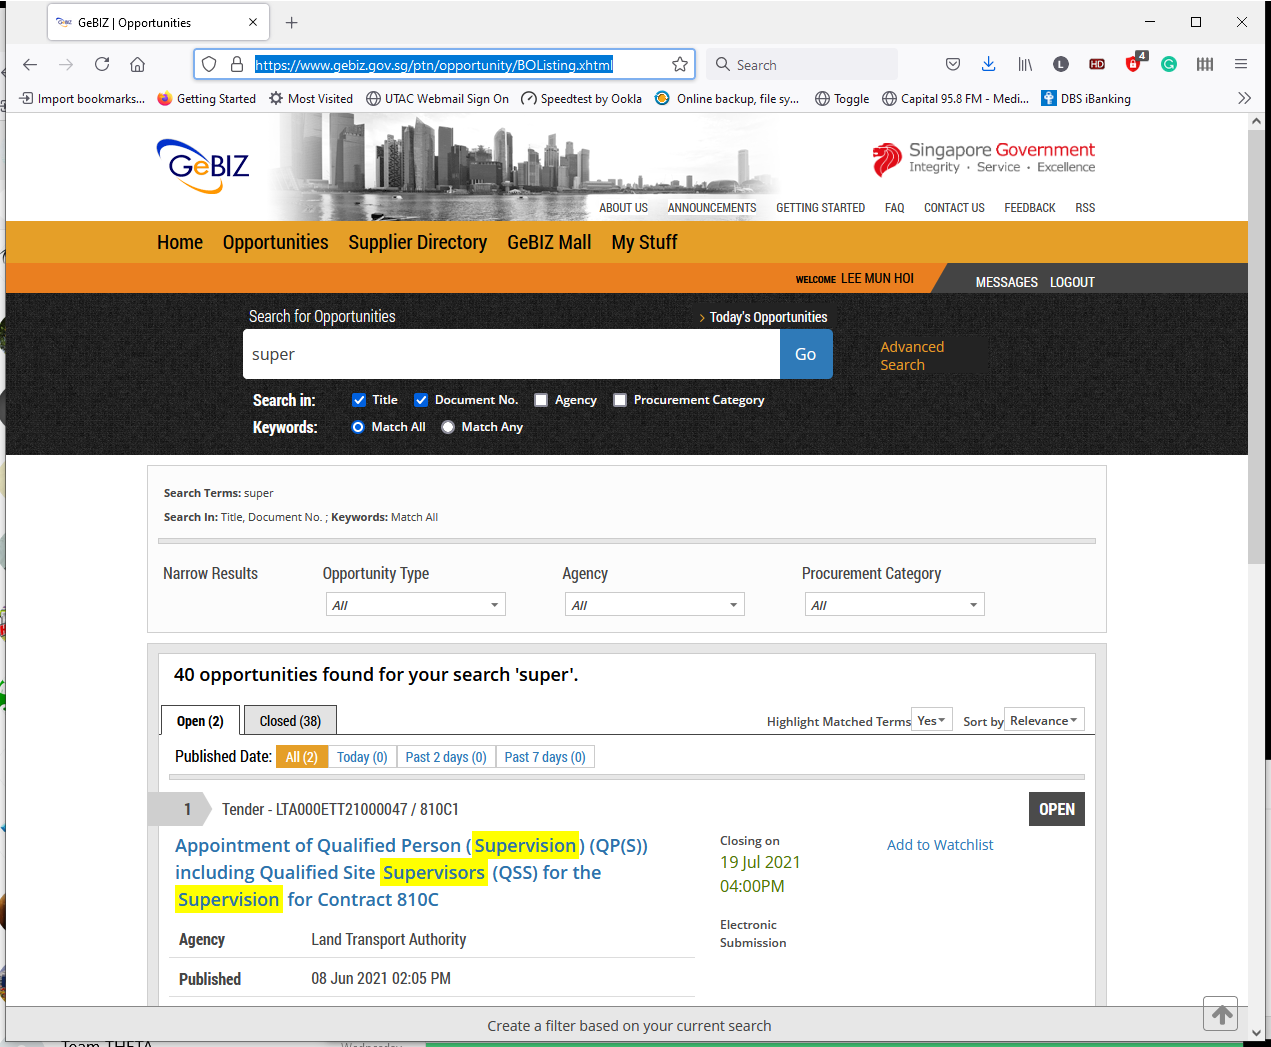 GeBIZ | Opportunities
https://www.gebiz.gov.sg/ptn/opportunity/BOListing.xhtml
Search
L
HD
4
G
Import bookmarks...
Getting Started
Most Visited
UTAC Webmail Sign On
Speedtest by Ookla
Online backup, file sy...
Toggle
Capital 95.8 FM - Medi...
DBS iBanking
GeBIZ
Singapore Government
Integrity · Service · Excellence
ABOUT US ANNOUNCEMENTS GETTING STARTED FAQ CONTACT US FEEDBACK RSS
Home Opportunities Supplier Directory GeBIZ Mall My Stuff
WELCOME LEE MUN HOI
MESSAGES LOGOUT
Search for Opportunities
> Today's Opportunities
super
Go
Advanced
Search
Search in: Title Document No. Agency Procurement Category
Keywords: Match All Match Any
Search Terms: super
Search In: Title, Document No. ; Keywords: Match All
Narrow Results Opportunity Type Agency Procurement Category
All All All
40 opportunities found for your search 'super'.
Open (2) Closed (38)
Highlight Matched Terms Yes Sort by Relevance
Published Date: All (2) Today (0) Past 2 days (0) Past 7 days (0)
1 Tender - LTA000ETT21000047 / 810C1
OPEN
Appointment of Qualified Person (Supervision) (QP(S))
including Qualified Site Supervisors (QSS) for the
Supervision for Contract 810C
Closing on
19 Jul 2021
04:00PM
Electronic
Submission
Add to Watchlist
Agency Land Transport Authority
Published 08 Jun 2021 02:05 PM
Create a filter based on your current search
Team THETA
Wednesday